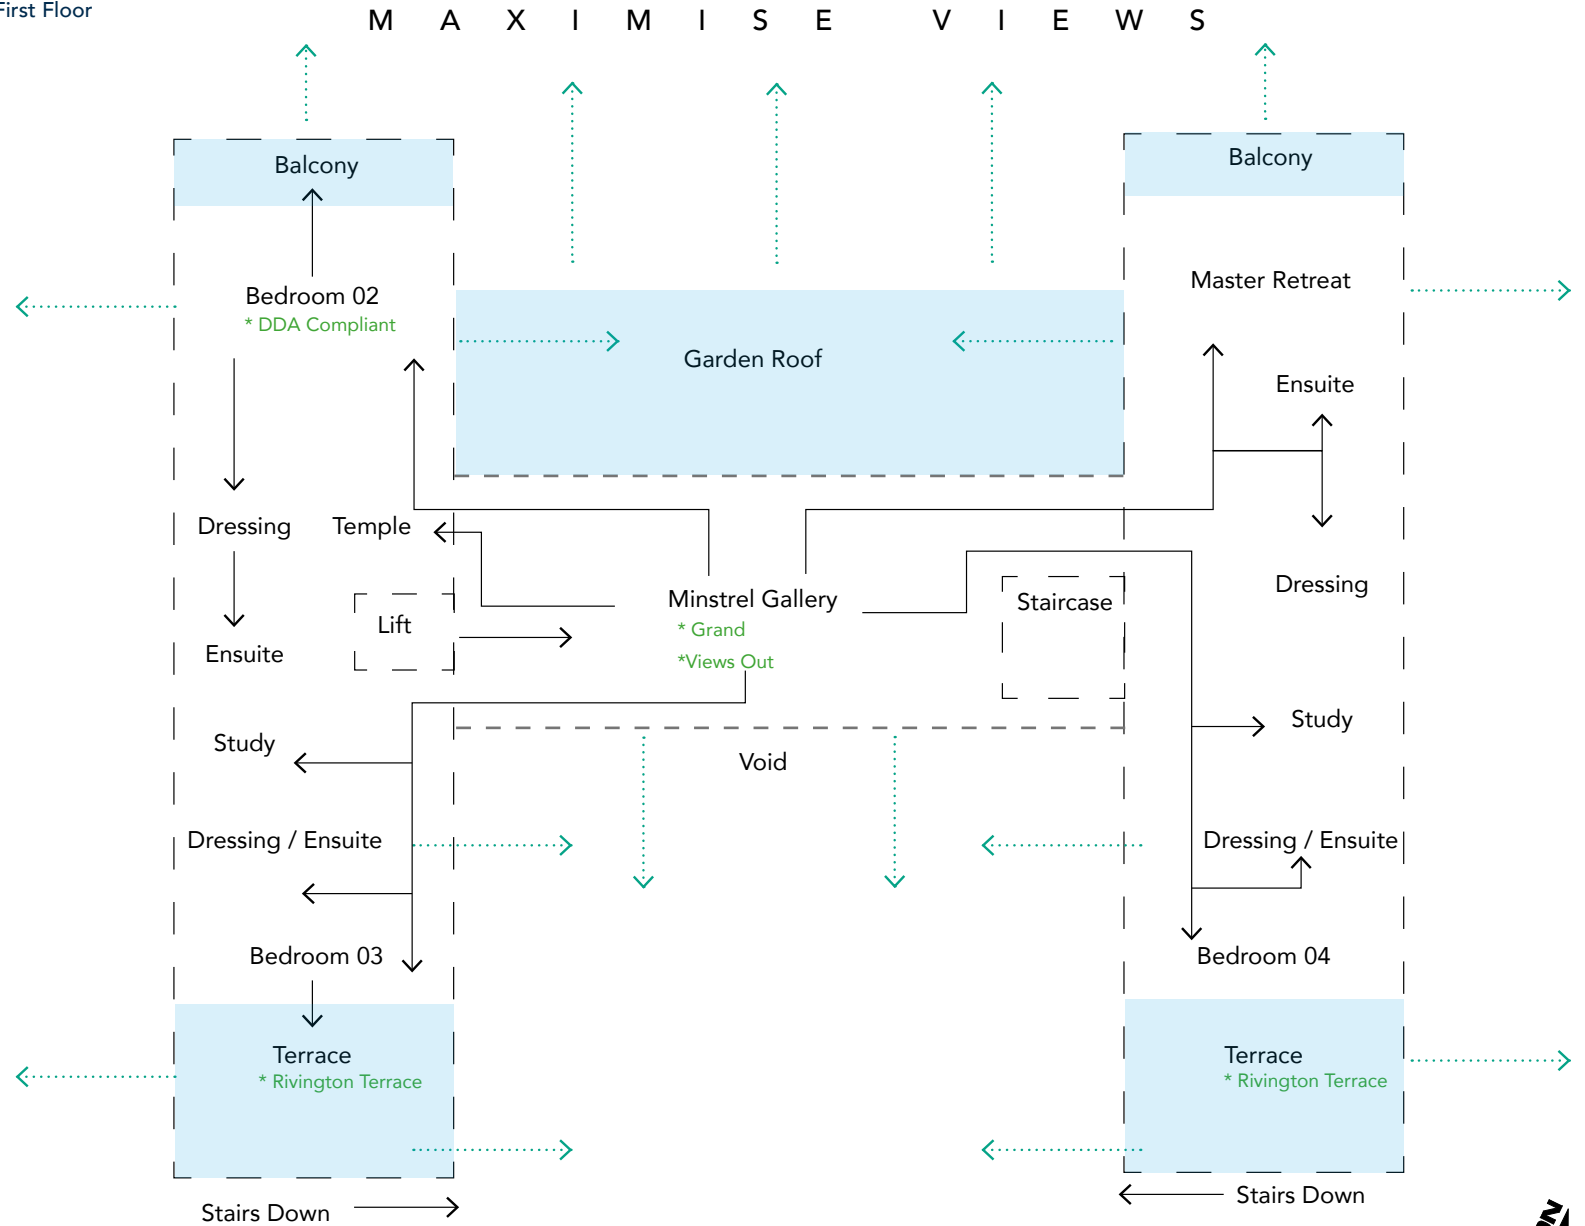 First Floor
MAXIMISE VIEWS
Balcony
Balcony
Master Retreat
Bedroom 02
* DDA Compliant
Garden Roof
Ensuite
Dressing
Temple
Dressing
Minstrel Gallery
* Grand
*Views Out
Staircase
Lift
Ensuite
Study
Study
Void
Dressing / Ensuite
Dressing / Ensuite
Bedroom 03
Bedroom 04
Terrace
* Rivington Terrace
Terrace
* Rivington Terrace
Stairs Down
Stairs Down